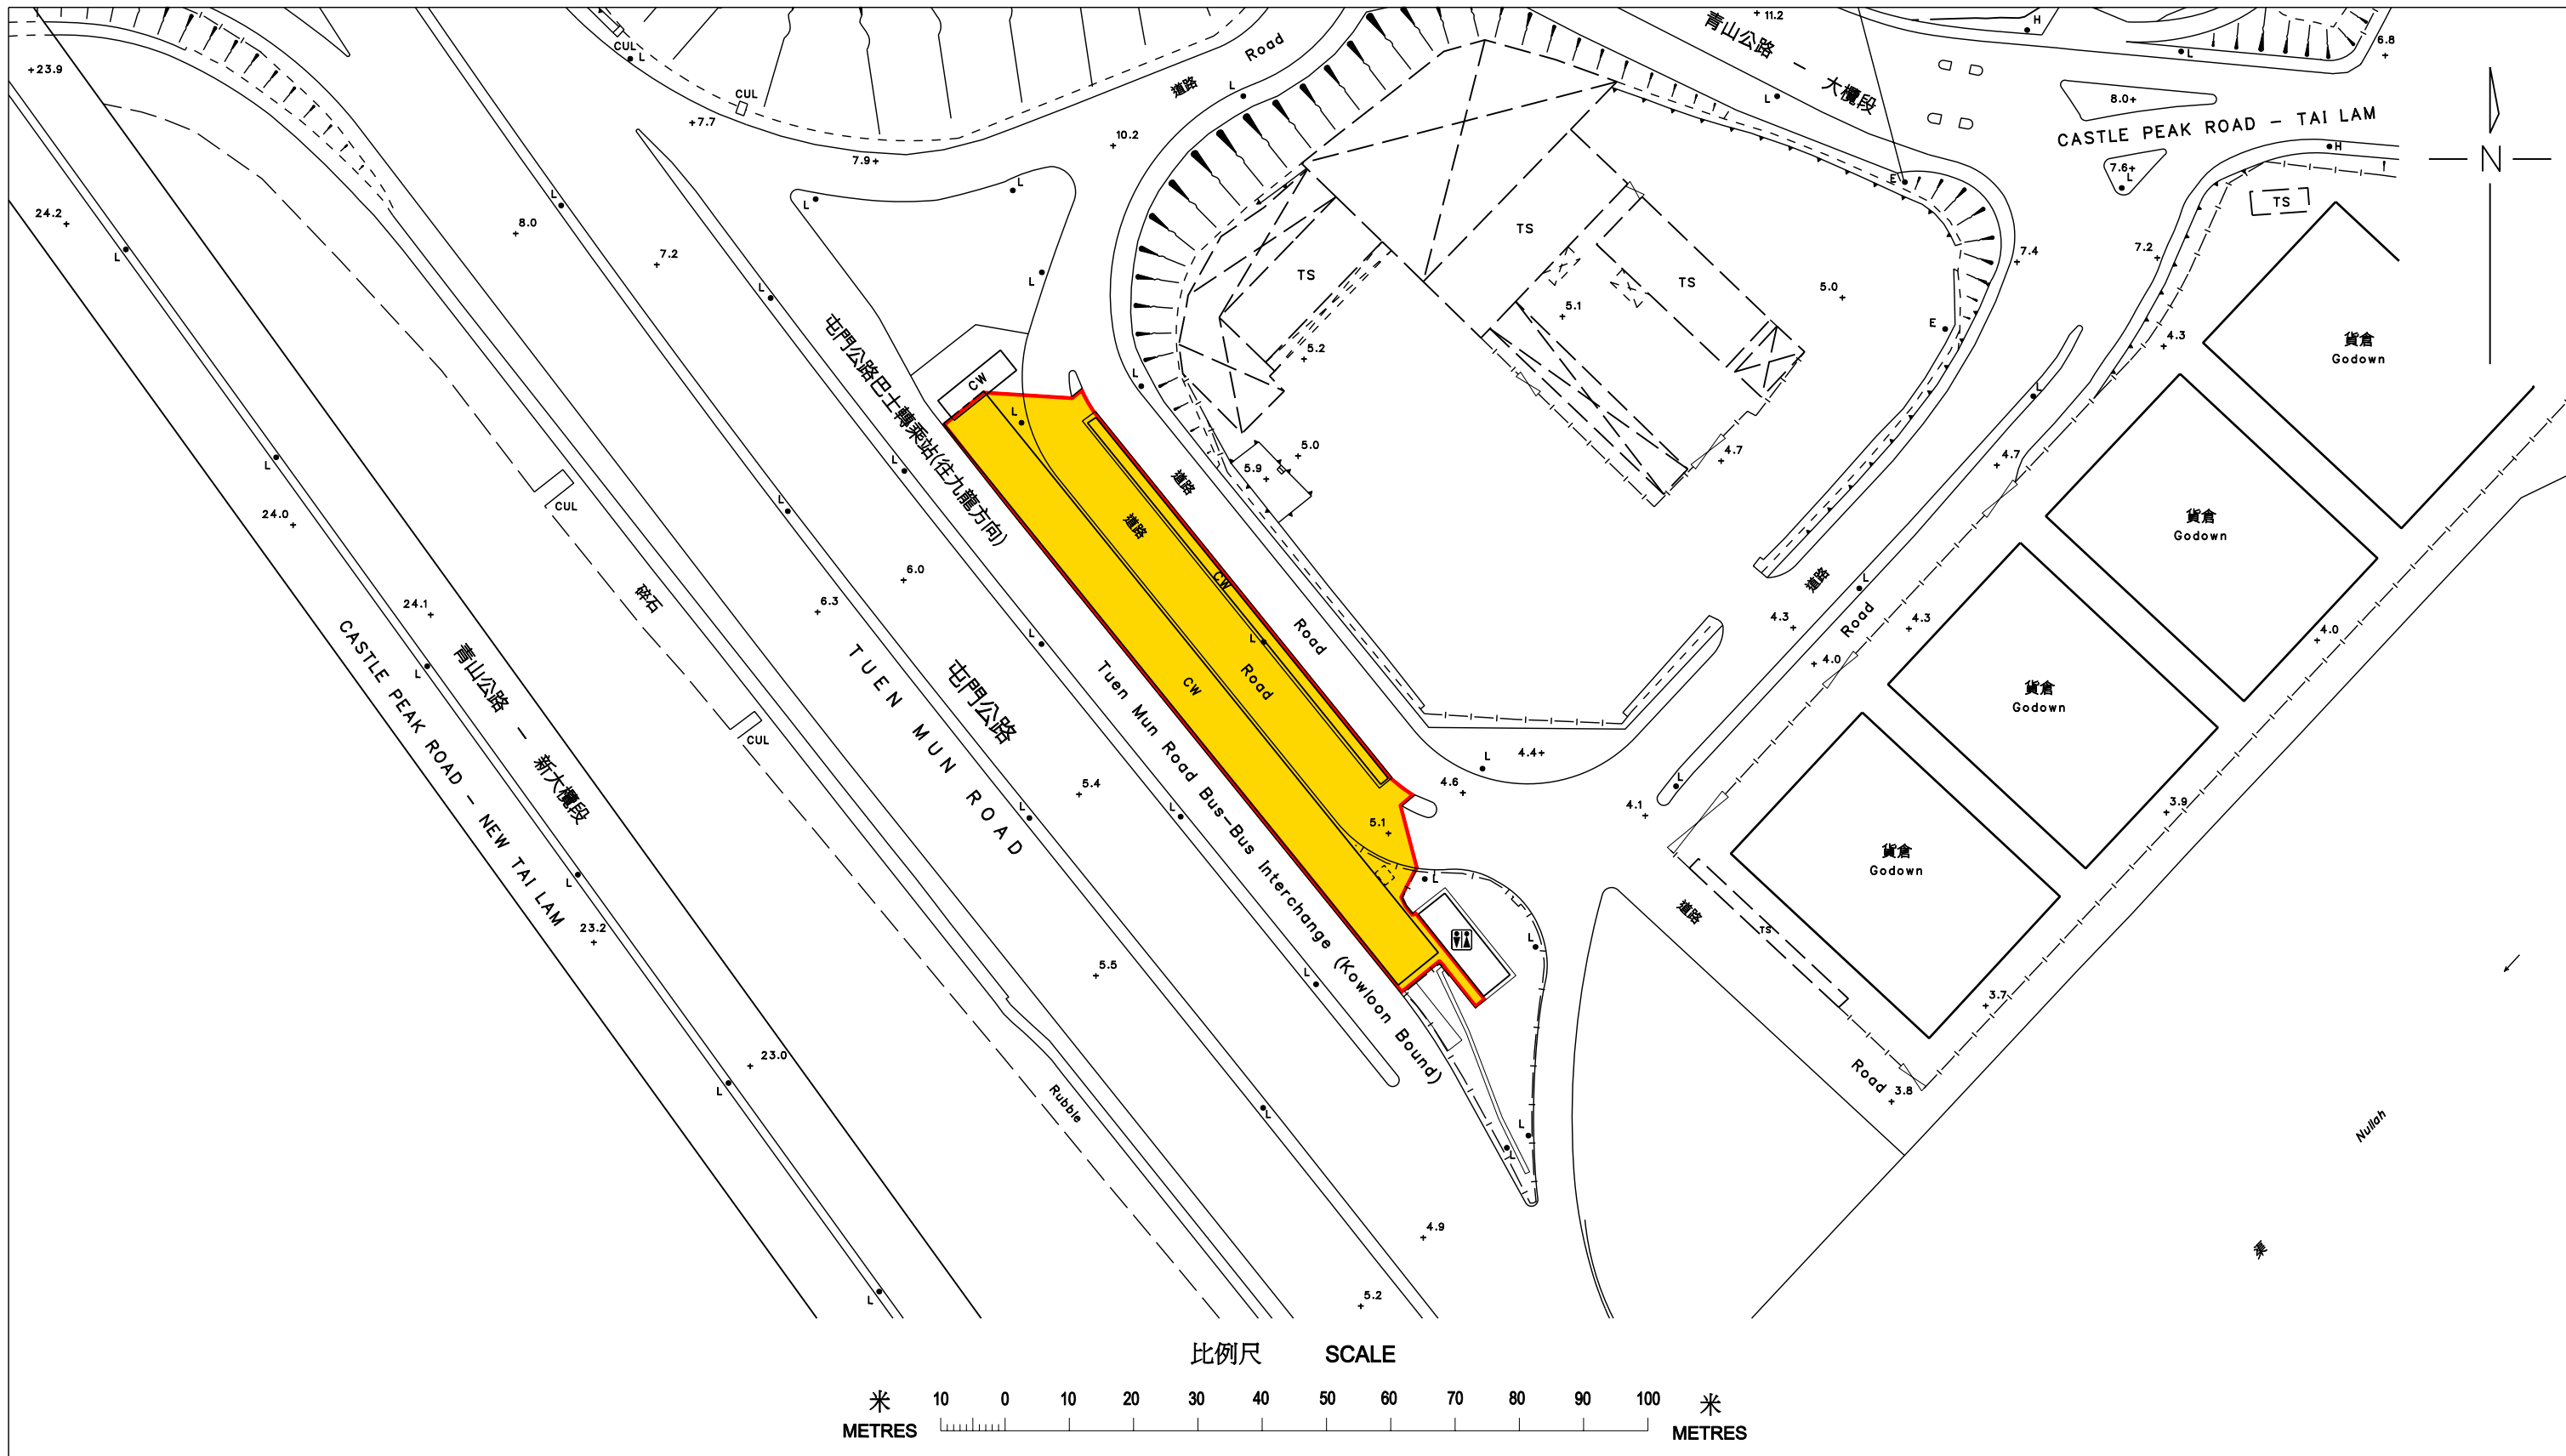 11.2
H
6.8
CUL
L
Road
道路
青山公路 - 大欖段
L
23.9
CUL
7.7
L
L
8.0
CASTLE PEAK ROAD - TAI LAM
10.2
7.9
H
7.6
L
N
E
L
L
TS
24.2
L
8.0
TS
7.4
7.2
L
7.2
L
TS
TS
5.0
L
5.1
E
4.3
貨倉
Godown
屯門公路巴士轉乘站(往九龍方向)
5.2
CW
L
L
L
5.0
4.7
4.7
5.9
道路
L
L
CUL
24.0
L
道路
貨倉
Godown
6.0
CW
道路
L
碎石
24.1
6.3
4.3
Road
4.3
4.0
L
Road
L
CASTLE PEAK ROAD - NEW TAI LAM
青山公路 - 新大欖段
L
TUEN MUN ROAD
屯門公路
Tuen Mun Road Bus-Bus Interchange (Kowloon Bound)
CW
Road
4.0
貨倉
Godown
CUL
4.4
L
4.6
L
5.4
4.1
3.9
L
L
5.1
貨倉
Godown
L
L
道路
TS
23.2
L
5.5
L
3.7
23.0
L
Rubble
Road
3.8
L
L
L
Nullah
4.9
渠
5.2
L
比例尺 SCALE
米 10 0 10 20 30 40 50 60 70 80 90 100 米
METRES METRES